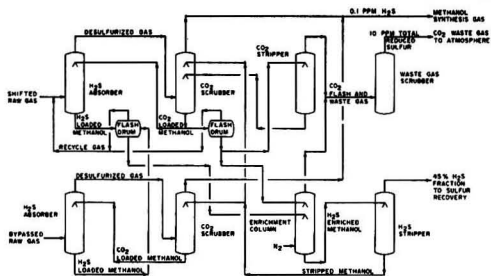 0.1 PPM H₂S
METHANOL
SYNTHESIS GAS
DESULFURIZED GAS
CO₂
STRIPPER
10 PPM TOTAL
REDUCED
SULFUR
CO₂ WASTE GAS
TO ATMOSPHERE
H₂S
ABSORBER
CO₂
SCRUBBER
CO₂
FLASH AND
WASTE GAS
WASTE GAS
SCRUBBER
SHIFTED
RAW GAS
H₂S
LOADED
METHANOL
FLASH
DRUM
CO₂
LOADED
METHANOL
FLASH
DRUM
RECYCLE GAS
45% H₂S
FRACTION
TO SULFUR
RECOVERY
DESULFURIZED GAS
H₂S
ABSORBER
CO₂
SCRUBBER
ENRICHMENT
COLUMN
H₂S
ENRICHED
METHANOL
H₂S
STRIPPER
BYPASSED
RAW GAS
CO₂
LOADED METHANOL
N₂
H₂S
LOADED METHANOL
STRIPPED METHANOL